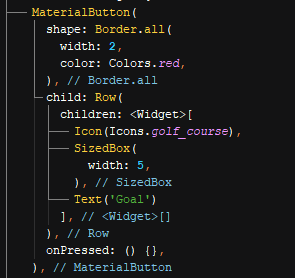 MaterialButton(
shape: Border.all(
width: 2,
color: Colors.red,
), // Border.all
child: Row(
children: <Widget>[
Icon(Icons.golf_course),
SizedBox(
width: 5,
), // SizedBox
Text('Goal')
], // <Widget>[]
), // Row
onPressed: () {},
), // MaterialButton